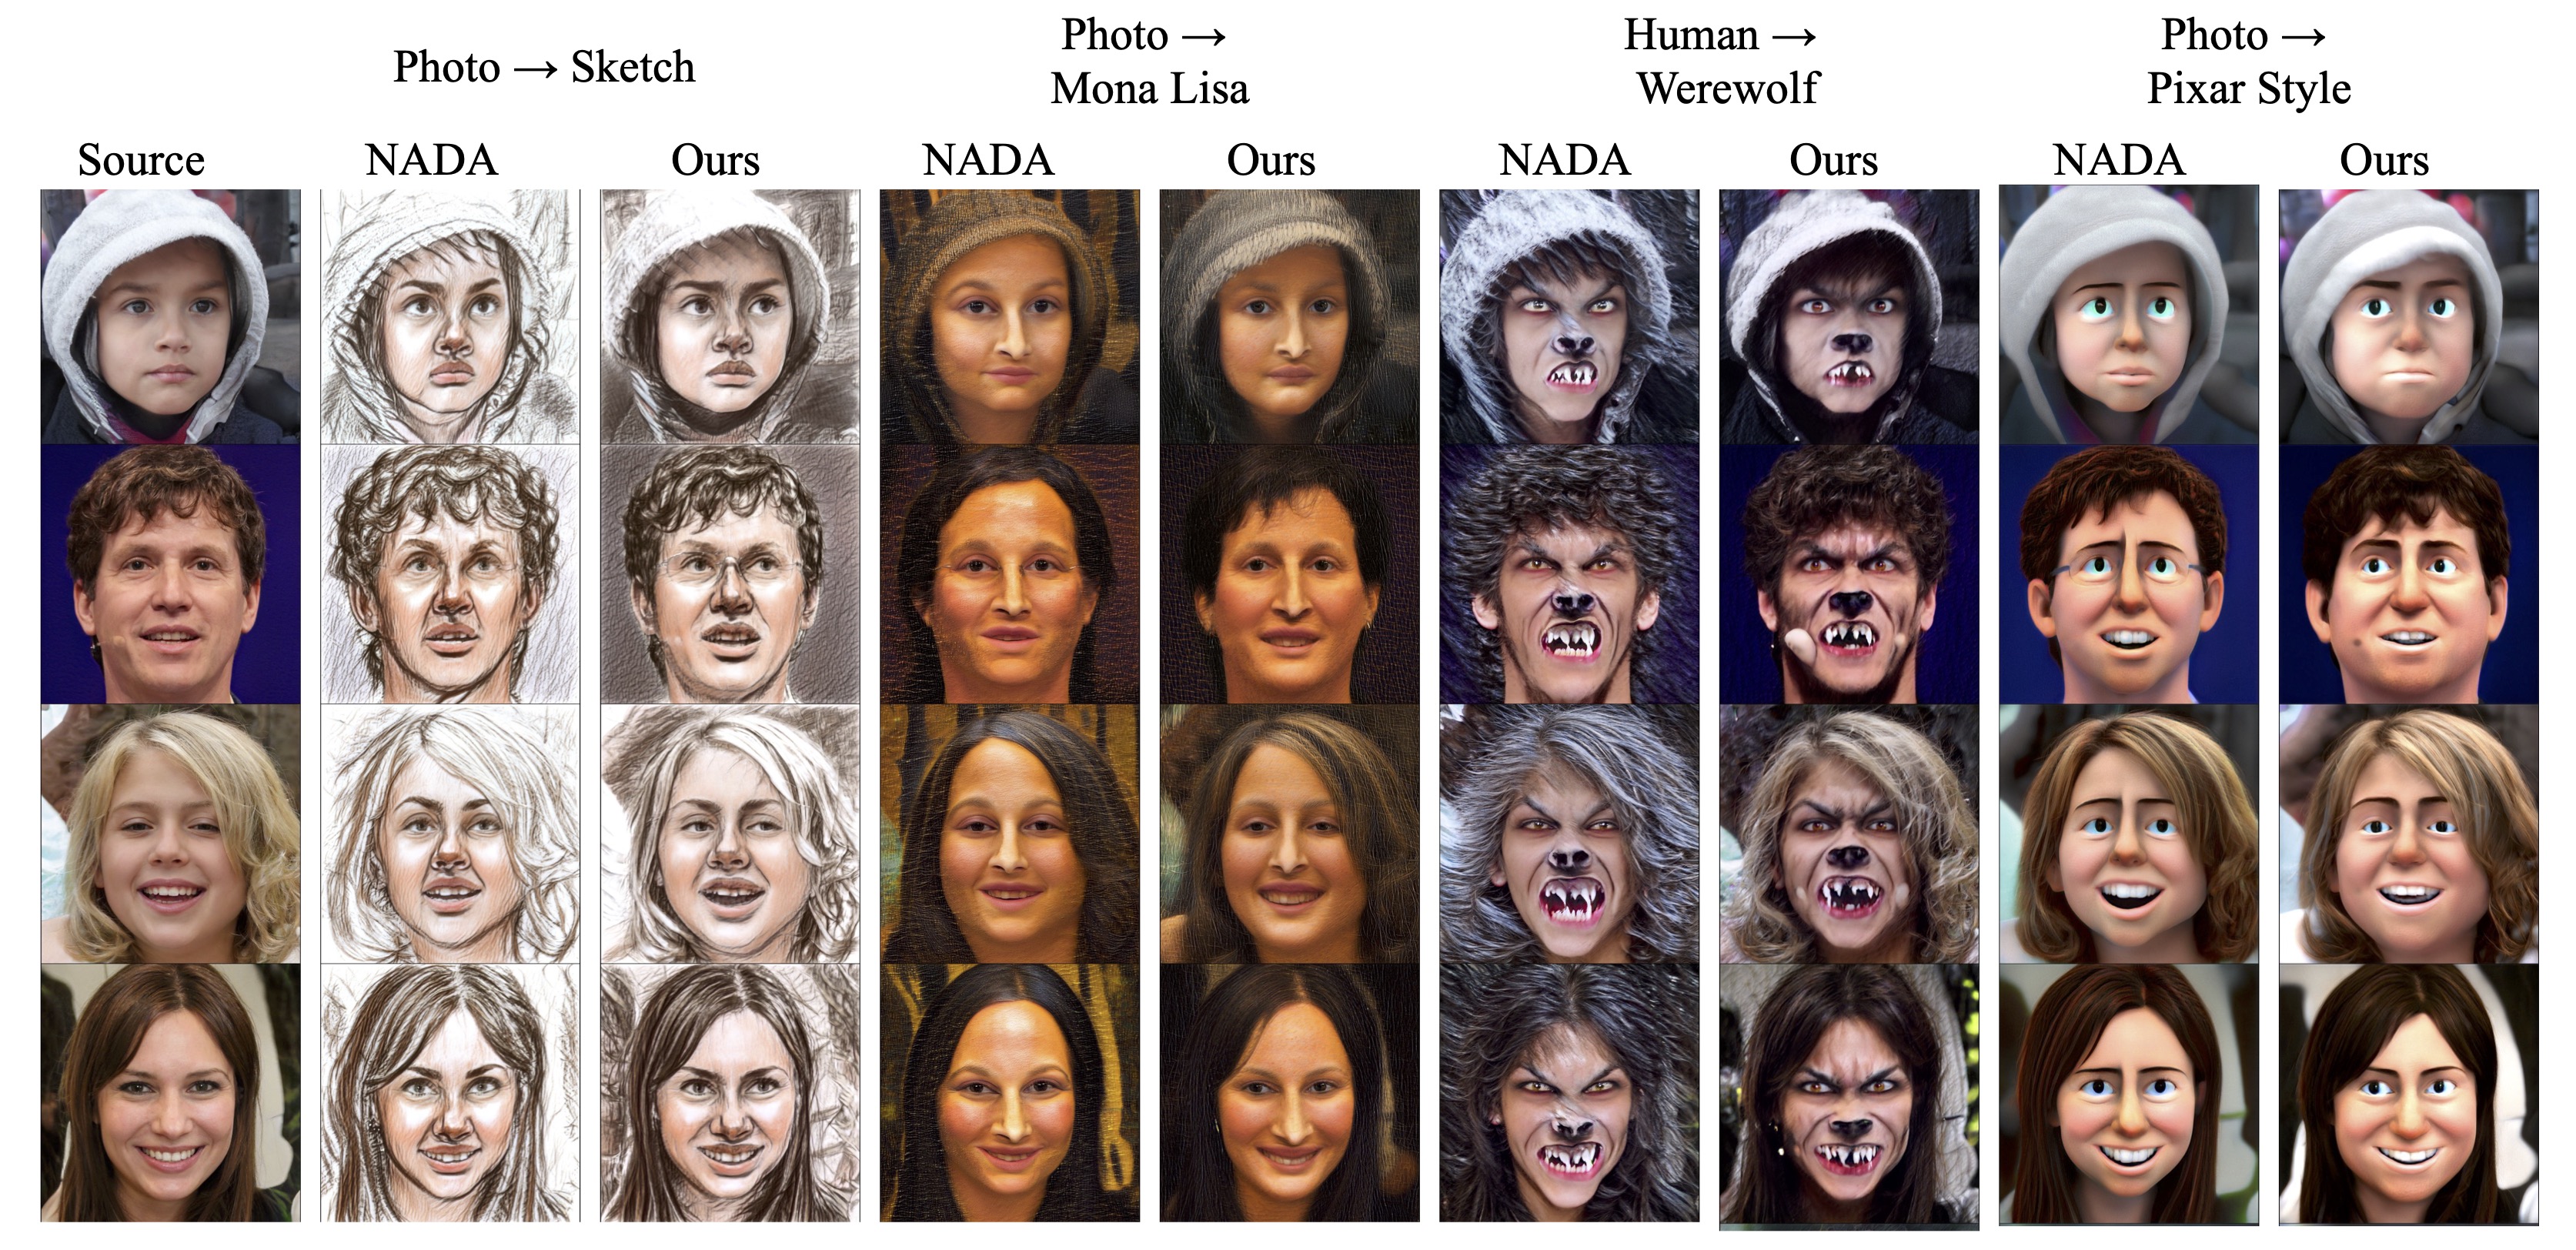 Photo → Sketch
Photo →
Mona Lisa
Human →
Werewolf
Photo →
Pixar Style
Source
NADA
Ours
NADA
Ours
NADA
Ours
NADA
Ours